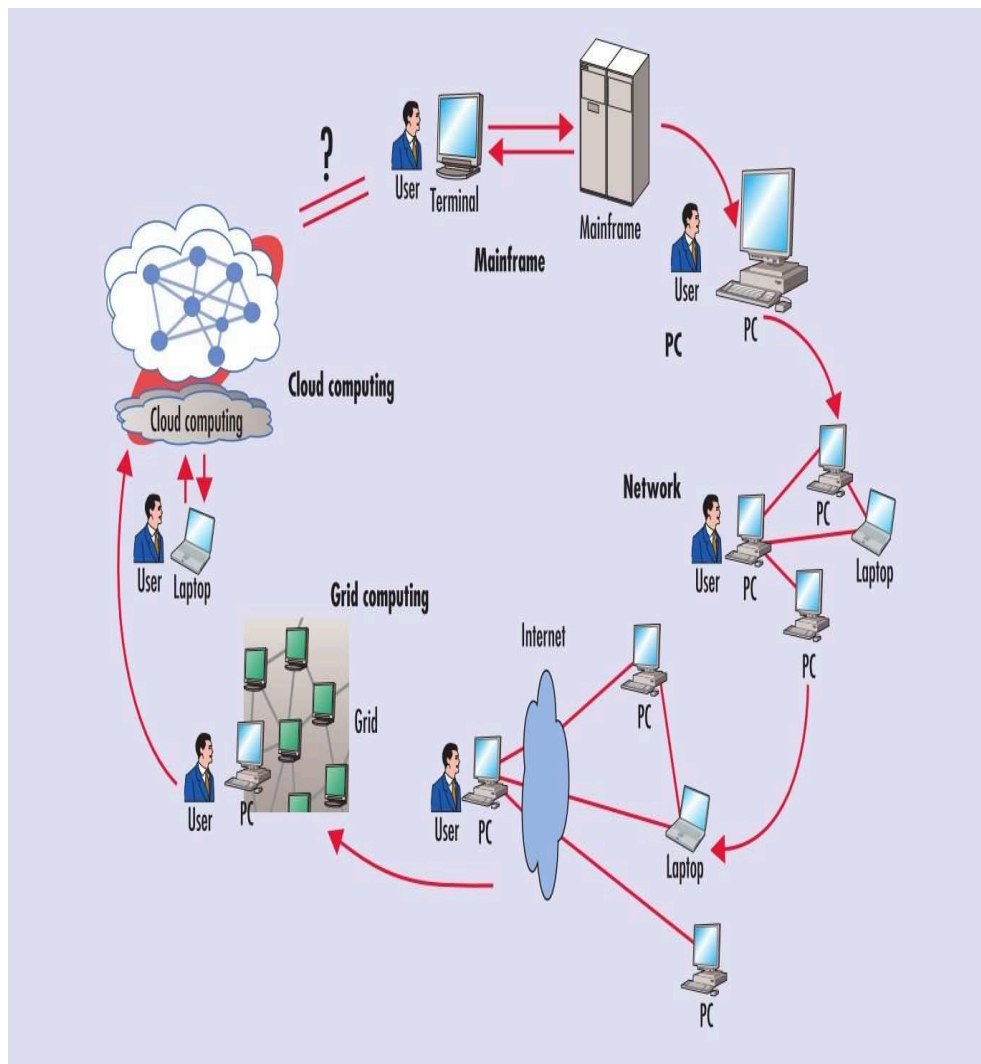 ?
User
Terminal
Mainframe
Mainframe
User
PC
PC
Cloud computing
Cloud computing
Network
PC
User
PC
Laptop
PC
User
Laptop
Grid computing
Internet
PC
Grid
User
PC
User
PC
Laptop
PC